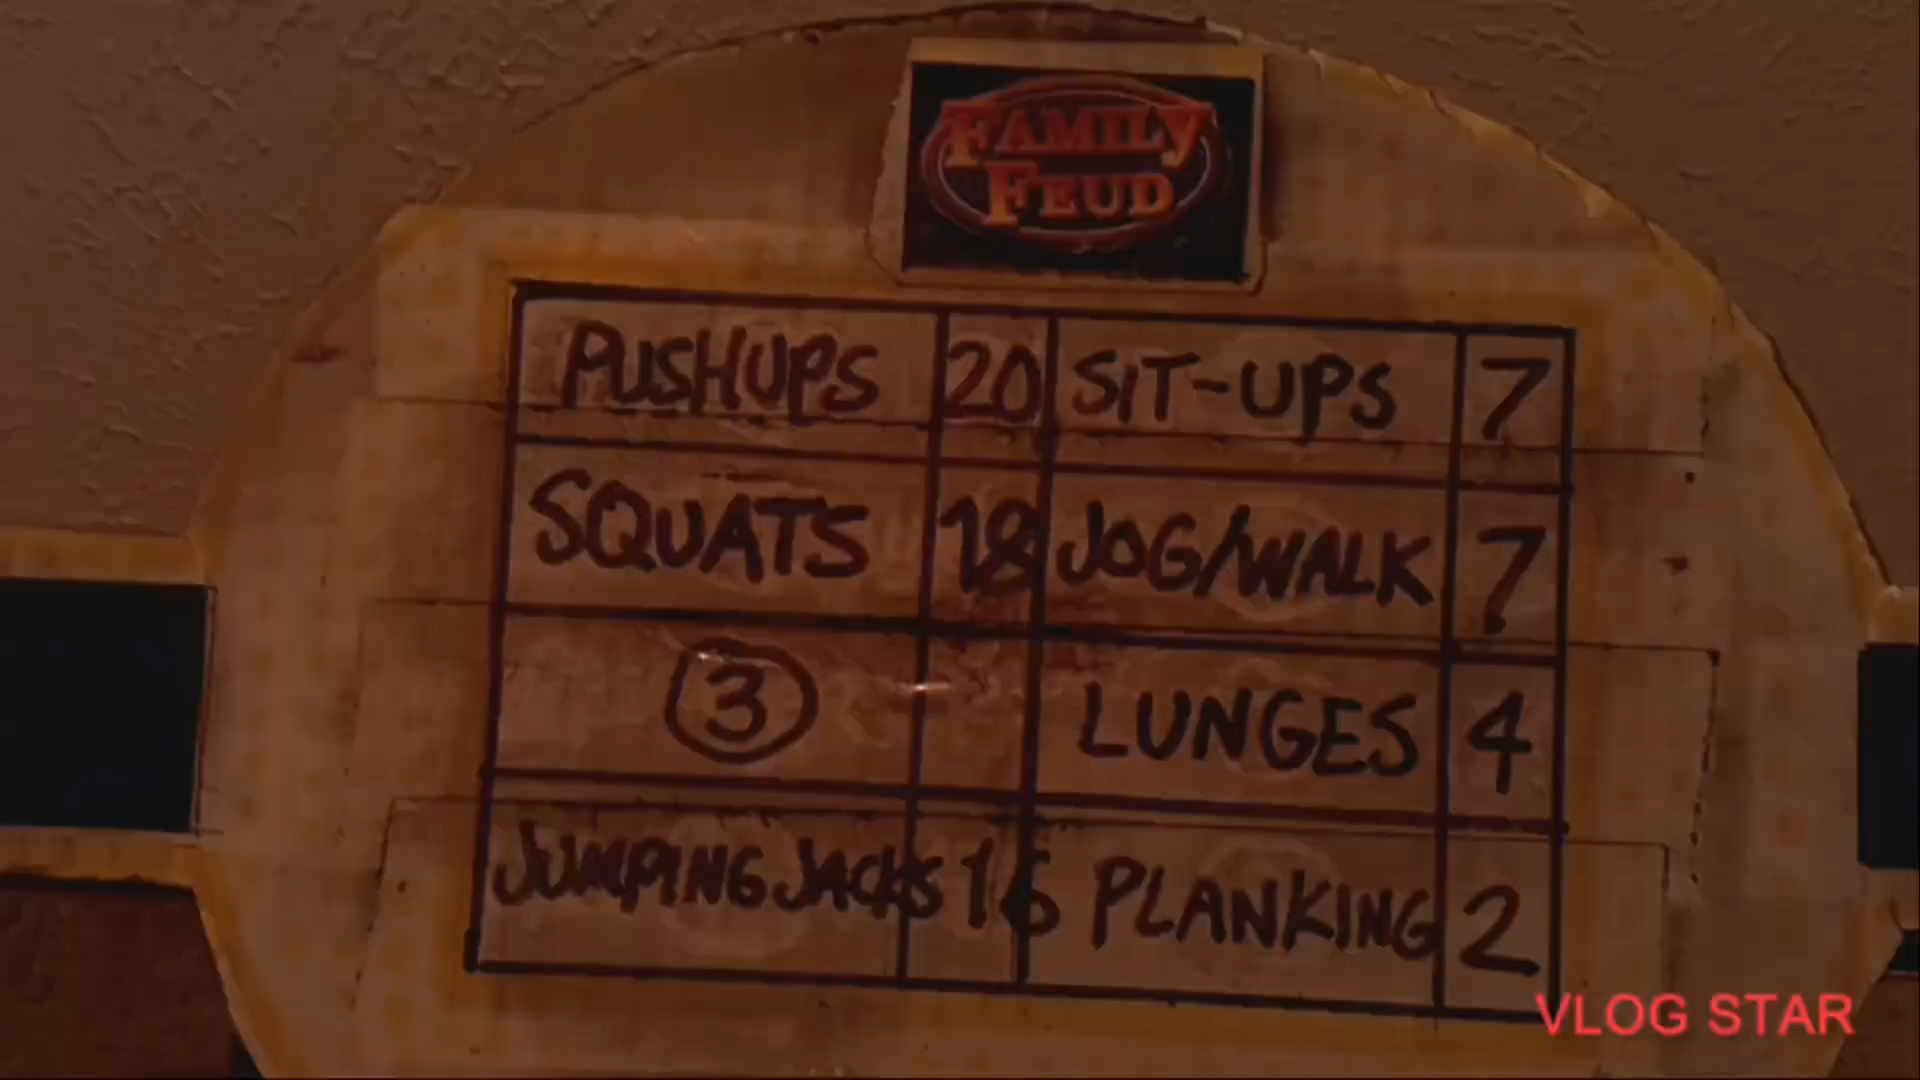 FAMILY
FEUD
PUSHUPS 20 SIT-UPS 7
SQUATS 18 JOG/WALK 7
3 LUNGES 4
JUMPING JACKS 16 PLANKING 2
VLOG STAR